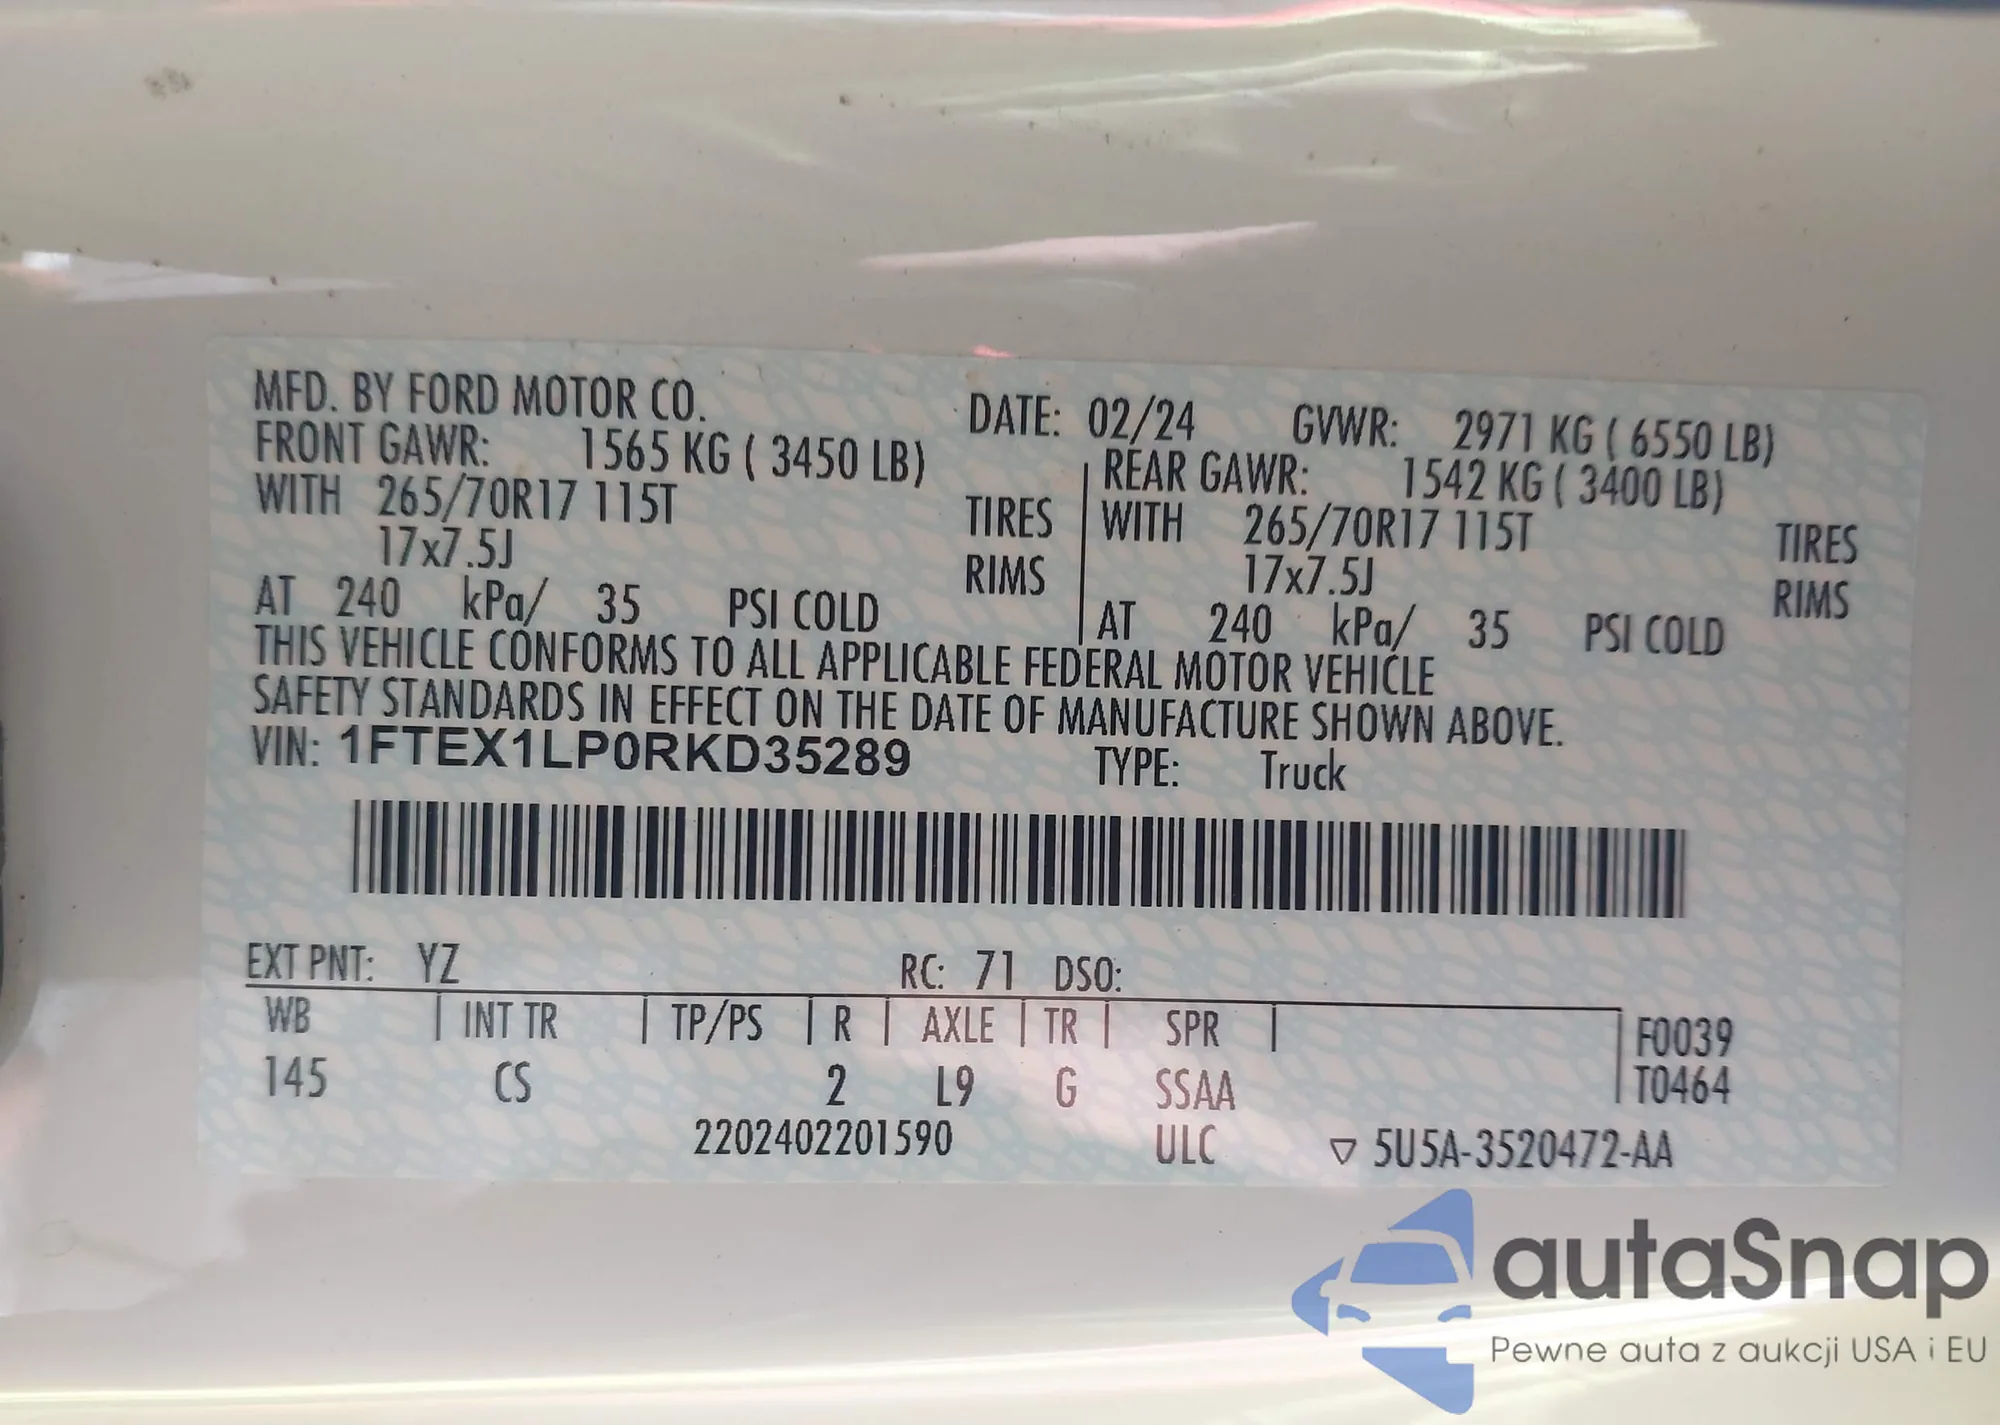 MFD. BY FORD MOTOR CO. DATE: 02/24 GVWR: 2971 KG ( 6550 LB)
FRONT GAWR: 1565 KG ( 3450 LB) REAR GAWR: 1542 KG ( 3400 LB)
WITH 265/70R17 115T TIRES WITH 265/70R17 115T TIRES
17x7.5J RIMS 17x7.5J RIMS
AT 240 kPa/ 35 PSI COLD AT 240 kPa/ 35 PSI COLD
THIS VEHICLE CONFORMS TO ALL APPLICABLE FEDERAL MOTOR VEHICLE
SAFETY STANDARDS IN EFFECT ON THE DATE OF MANUFACTURE SHOWN ABOVE.
VIN: 1FTEX1LP0RKD35289 TYPE: Truck
EXT PNT: YZ RC: 71 DSO:
WB INT TR TP/PS R AXLE TR SPR F0039
145 CS 2 L9 G SSAA T0464
2202402201590 ULC ▽ 5U5A-3520472-AA
autaSnap
Pewne auta z aukcji USA i EU